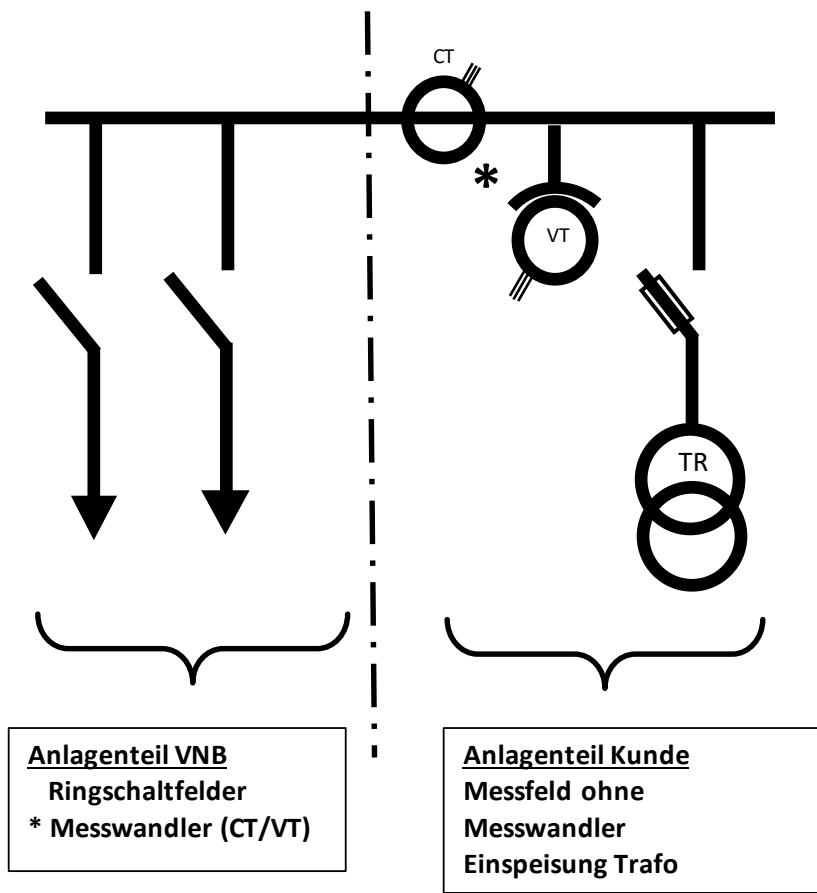 CT
*
VT
TR
Anlagenteil VNB
Ringschaltfelder
* Messwandler (CT/VT)
Anlagenteil Kunde
Messfeld ohne
Messwandler
Einspeisung Trafo